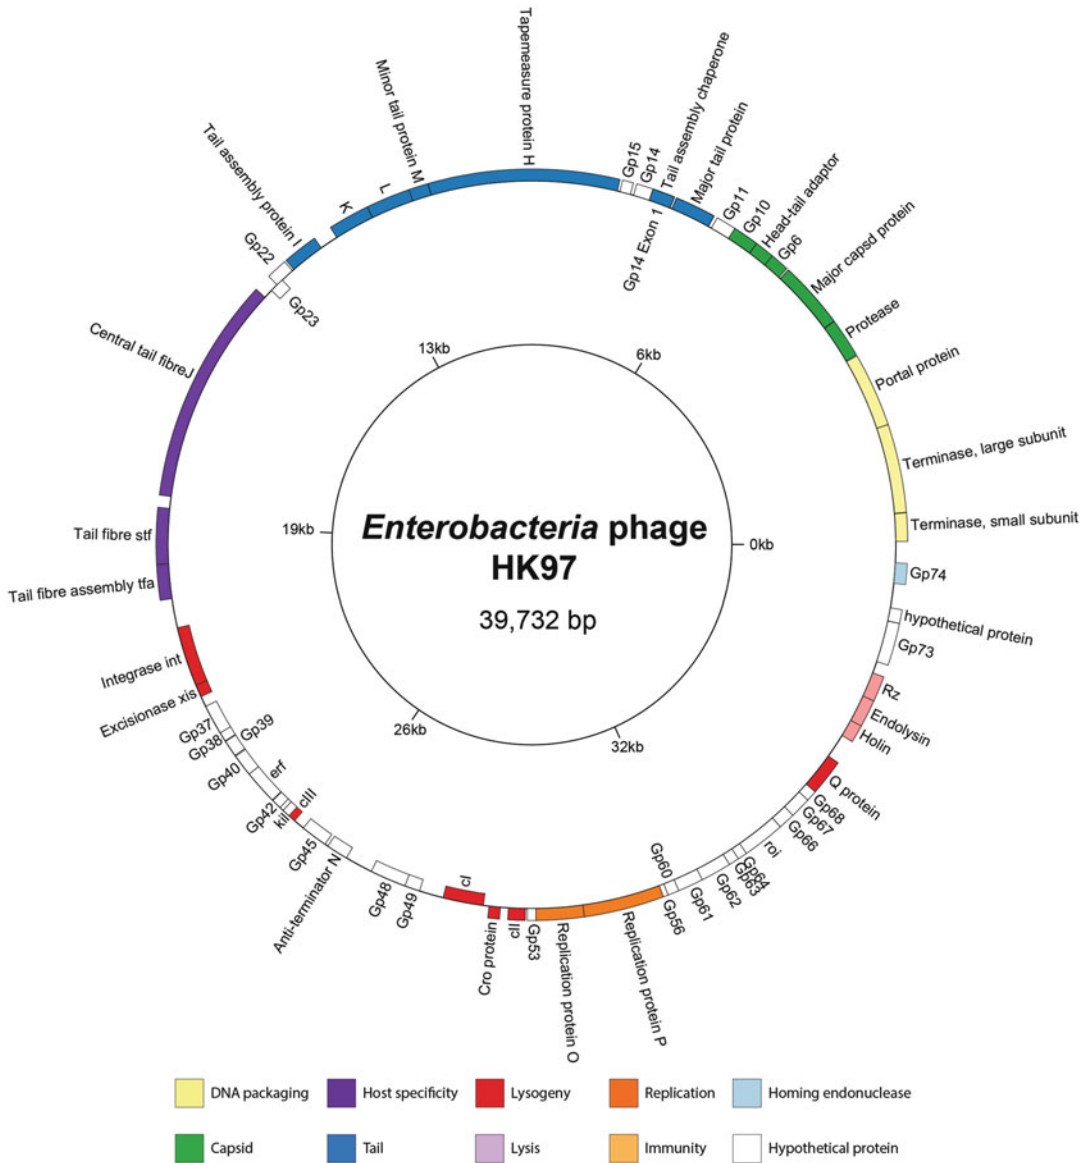 Enterobacteria phage
HK97
39,732 bp
0kb
6kb
13kb
19kb
26kb
32kb
Terminase, small subunit
Terminase, large subunit
Portal protein
Protease
Major capsd protein
Gp6
Head-tail adaptor
Gp10
Gp11
Major tail protein
Tail assembly chaperone
Gp14 Exon 1
Gp14
Gp15
Tapemeasure protein H
Minor tail protein M
L
K
Tail assembly protein I
Gp22
Gp23
Central tail fibreJ
Tail fibre stf
Tail fibre assembly tfa
Integrase int
Excisionase xis
Gp37
Gp38
Gp39
Gp40
erf
Gp42
kil
cIII
Gp45
Anti-terminator N
Gp48
Gp49
cI
Cro protein
cII
Gp53
Replication protein O
Replication protein P
Gp60
Gp56
Gp61
Gp62
Gp63
Gp64
roi
Gp66
Gp67
Gp68
Q protein
Holin
Endolysin
Rz
Gp73
hypothetical protein
Gp74
DNA packaging
Host specificity
Lysogeny
Replication
Homing endonuclease
Capsid
Tail
Lysis
Immunity
Hypothetical protein